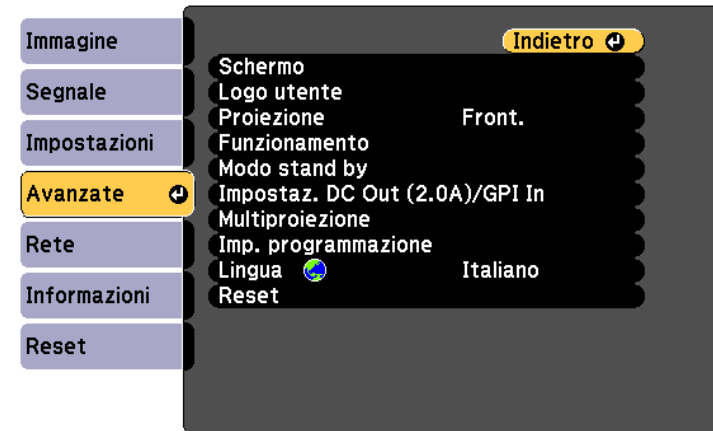 Immagine
Segnale
Impostazioni
Avanzate
Rete
Informazioni
Reset
Indietro
Schermo
Logo utente
Proiezione Front.
Funzionamento
Modo stand by
Impostaz. DC Out (2.0A)/GPI In
Multiproiezione
Imp. programmazione
Lingua Italiano
Reset